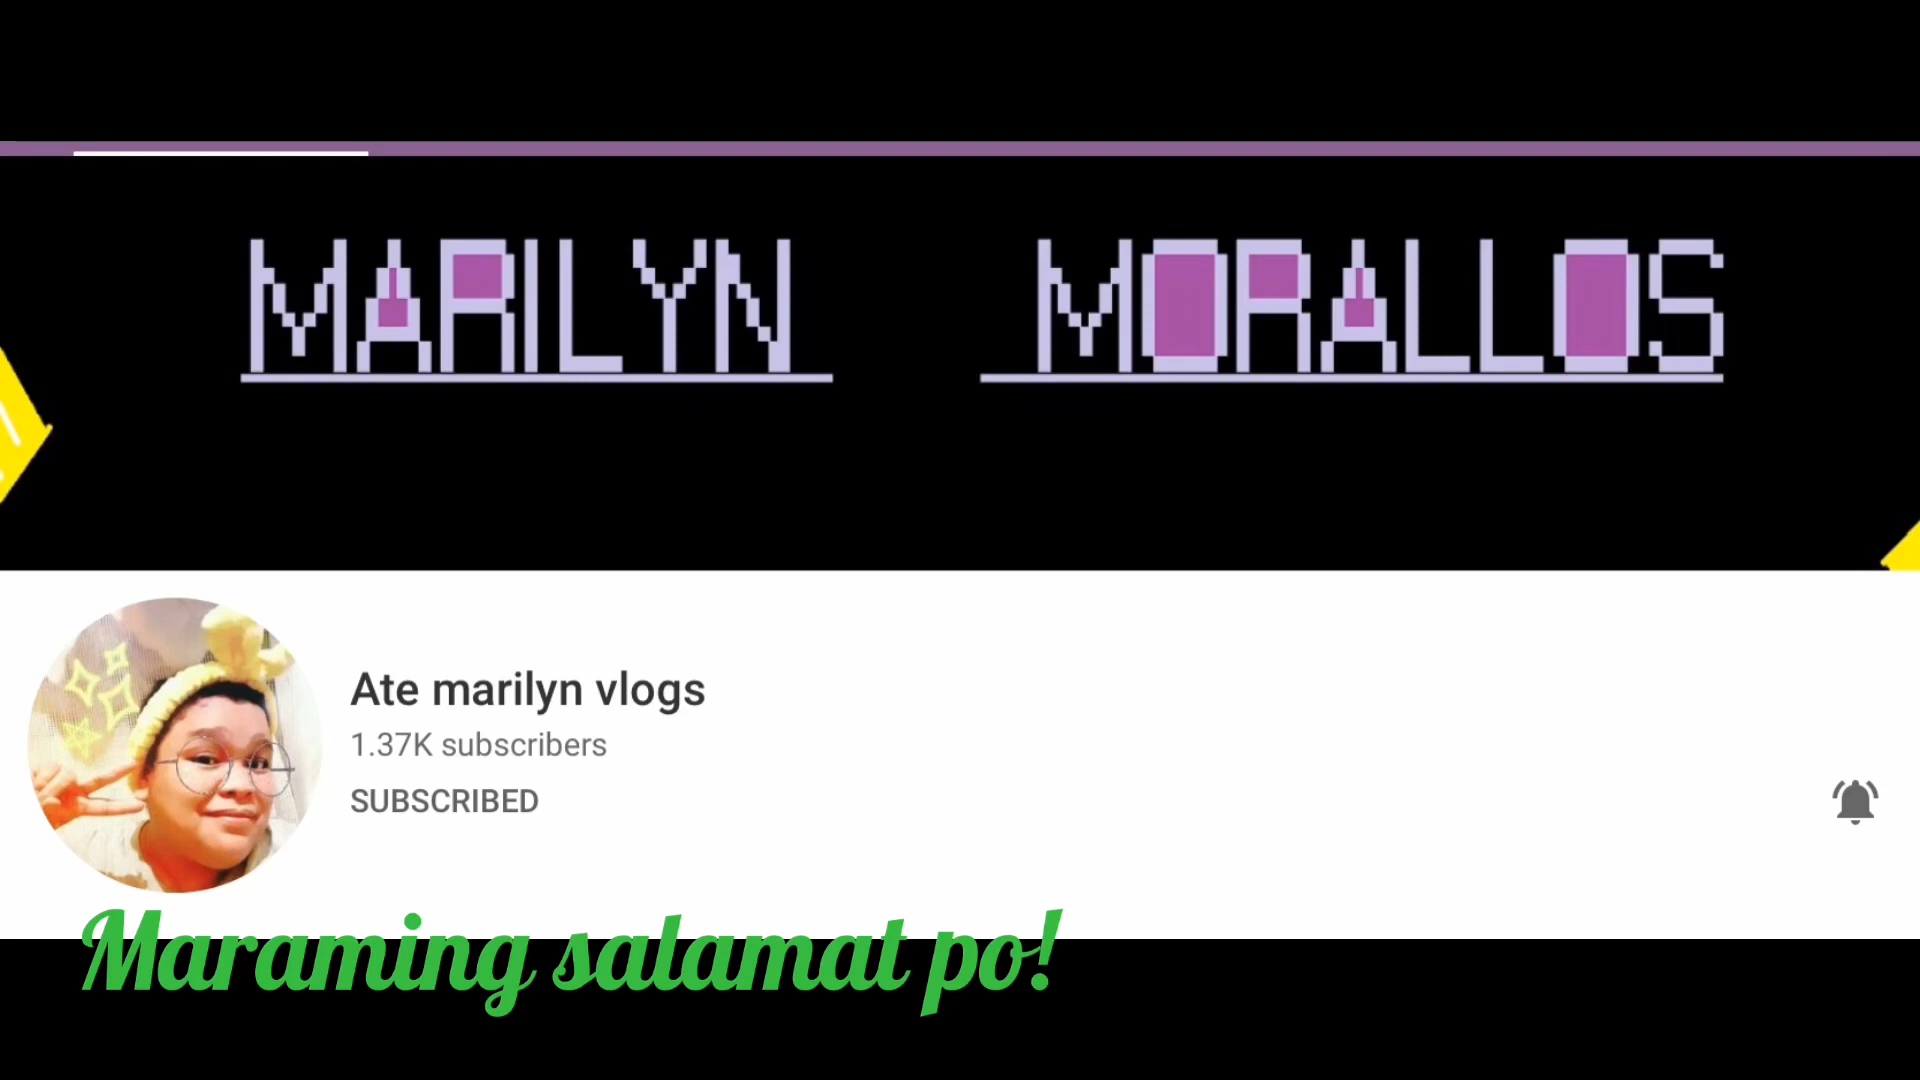 MARILYN MORALLOS
Ate marilyn vlogs
1.37K subscribers
SUBSCRIBED
Maraming salamat po!